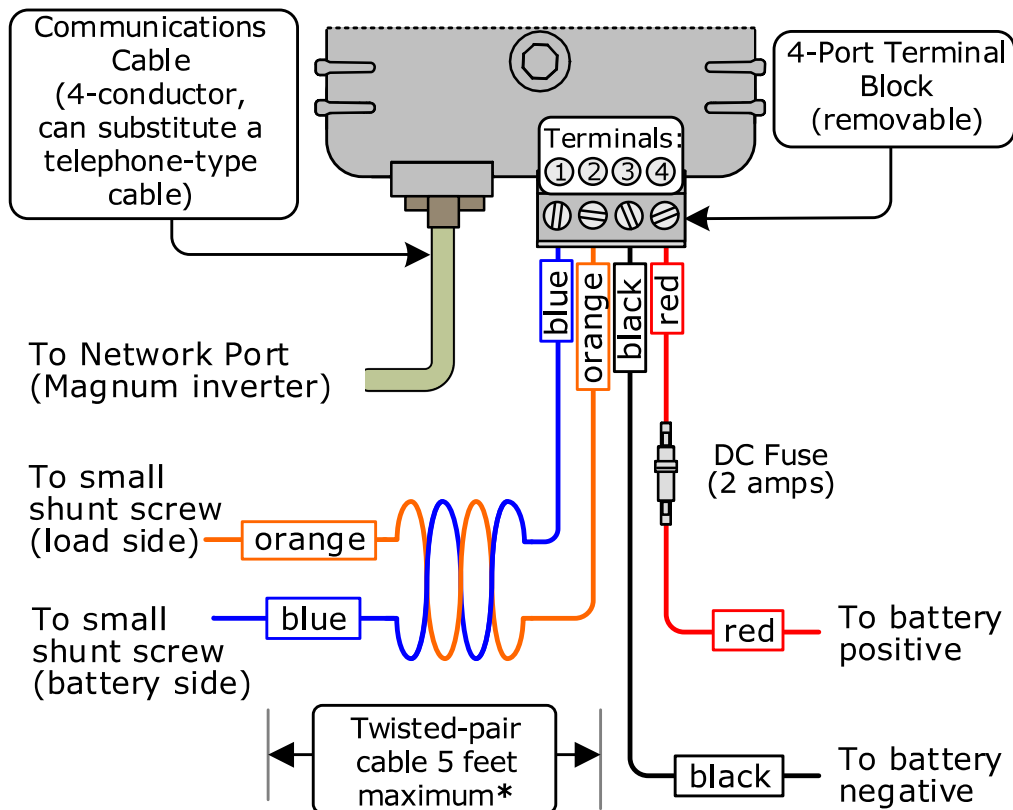 Communications
Cable
(4-conductor,
can substitute a
telephone-type
cable)
4-Port Terminal
Block
(removable)
Terminals:
1 2 3 4
blue
orange
black
red
To Network Port
(Magnum inverter)
DC Fuse
(2 amps)
To small
shunt screw
(load side)
orange
To small
shunt screw
(battery side)
blue
red
To battery
positive
Twisted-pair
cable 5 feet
maximum*
black
To battery
negative